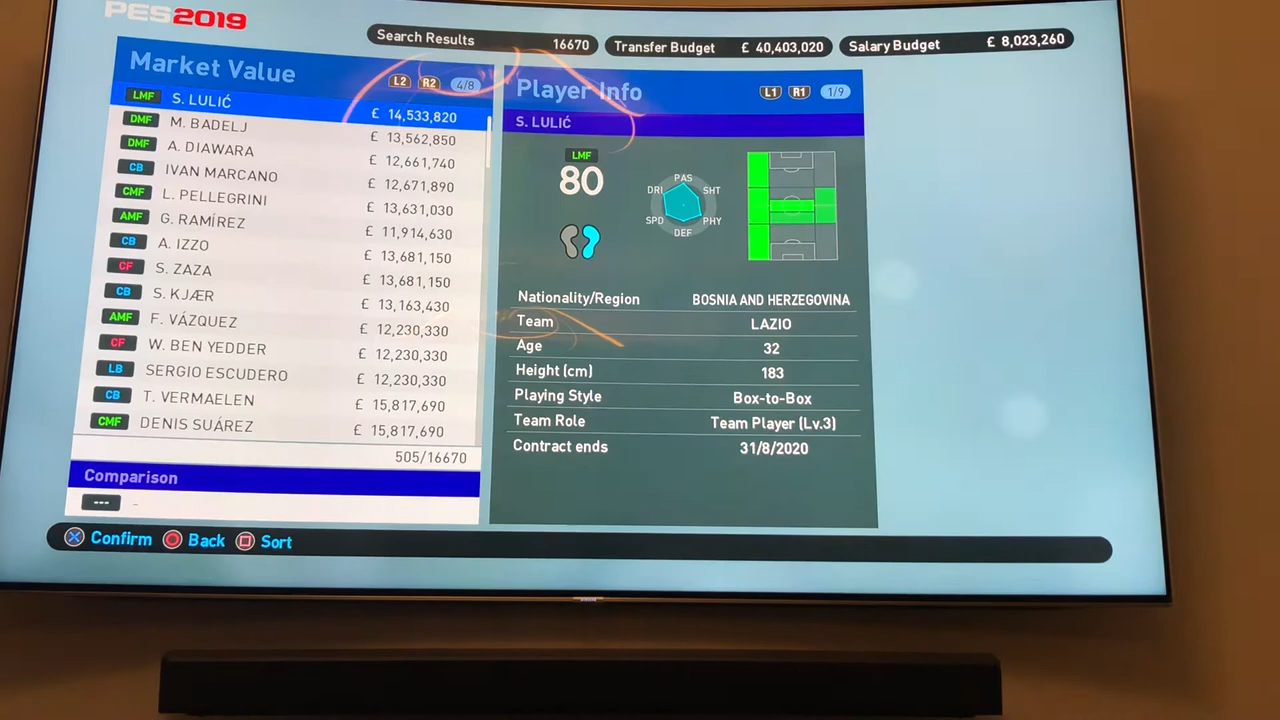 PES2019
Search Results 16670
Transfer Budget £ 40,403,020
Salary Budget £ 8,023,260
Market Value L2 R2 4/8
LMF S. LULIĆ £ 14,533,820
DMF M. BADELJ £ 13,562,850
DMF A. DIAWARA £ 12,661,740
CB IVAN MARCANO £ 12,671,890
CMF L. PELLEGRINI £ 13,631,030
AMF G. RAMÍREZ £ 11,914,630
CB A. IZZO £ 13,681,150
CF S. ZAZA £ 13,681,150
CB S. KJÆR £ 13,163,430
AMF F. VÁZQUEZ £ 12,230,330
CF W. BEN YEDDER £ 12,230,330
LB SERGIO ESCUDERO £ 12,230,330
CB T. VERMAELEN £ 15,817,690
CMF DENIS SUÁREZ £ 15,817,690
505/16670
Comparison
--- -
Player Info L1 R1 1/9
S. LULIĆ
LMF
80
PAS
DRI SHT
SPD PHY
DEF
Nationality/Region BOSNIA AND HERZEGOVINA
Team LAZIO
Age 32
Height (cm) 183
Playing Style Box-to-Box
Team Role Team Player (Lv.3)
Contract ends 31/8/2020
Confirm Back Sort